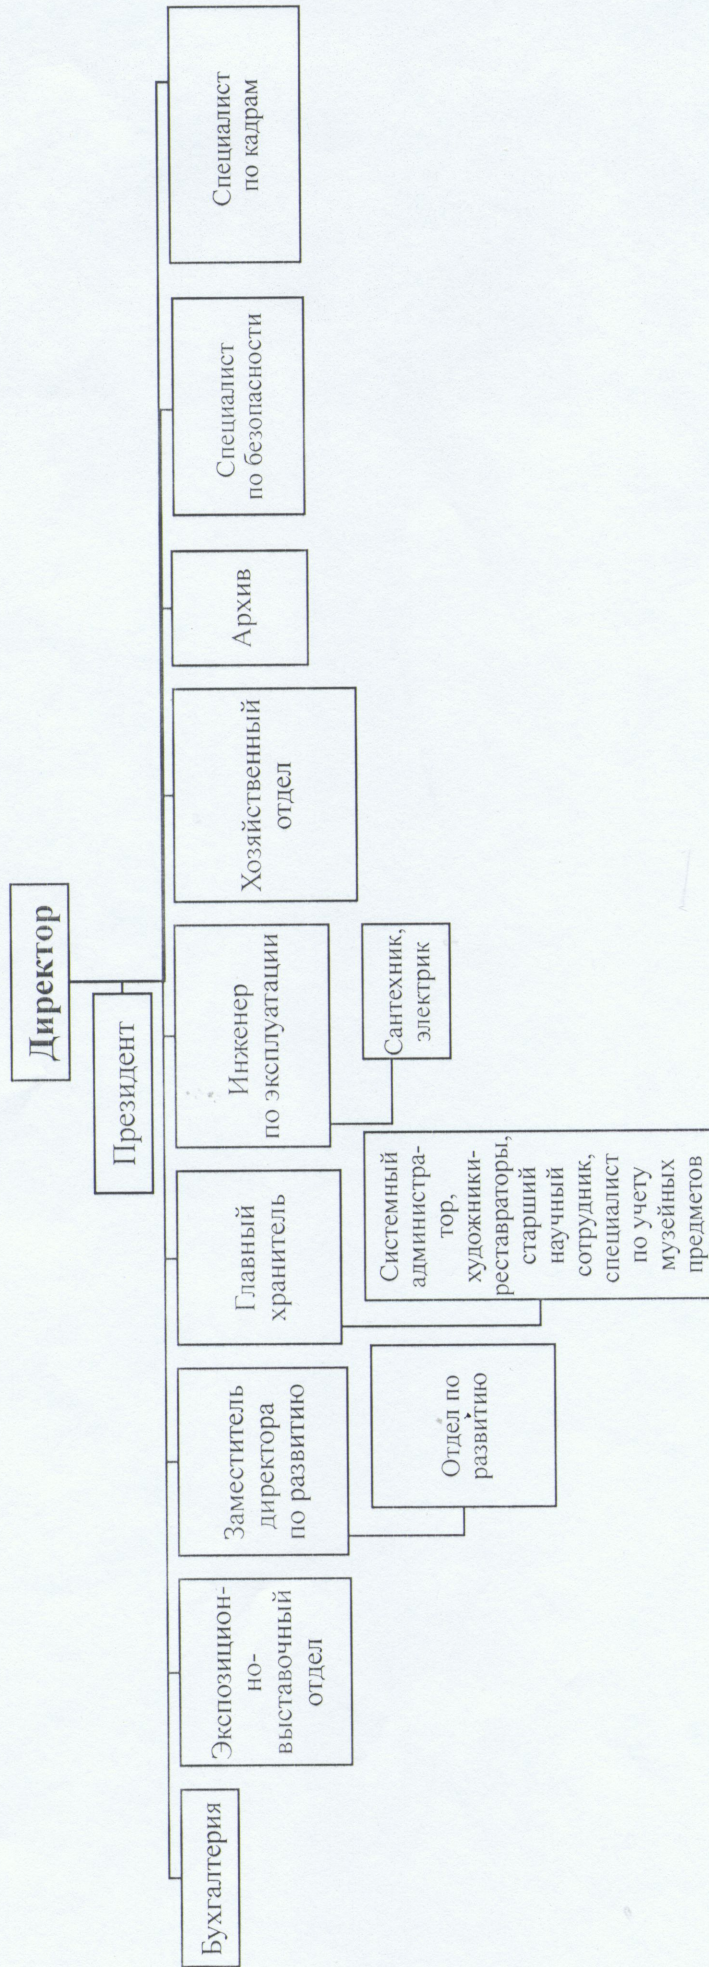 Директор
Президент
Бухгалтерия
Экспозицион-
но-
выставочный
отдел
Заместитель
директора
по развитию
Главный
хранитель
Инженер
по эксплуатации
Хозяйственный
отдел
Архив
Специалист
по безопасности
Специалист
по кадрам
Отдел по
развитию
Системный
администра-
тор,
художники-
реставраторы,
старший
научный
сотрудник,
специалист
по учету
музейных
предметов
Сантехник,
электрик